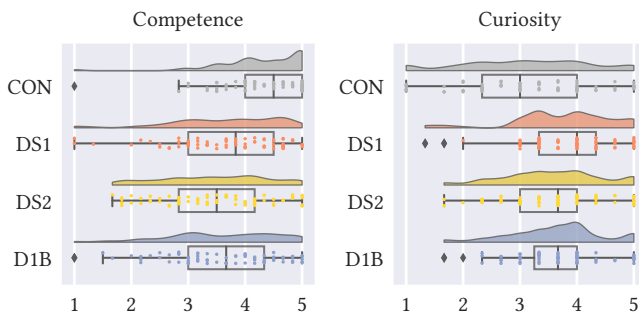 Competence
Curiosity
CON
DS1
DS2
D1B
1 2 3 4 5
CON
DS1
DS2
D1B
1 2 3 4 5